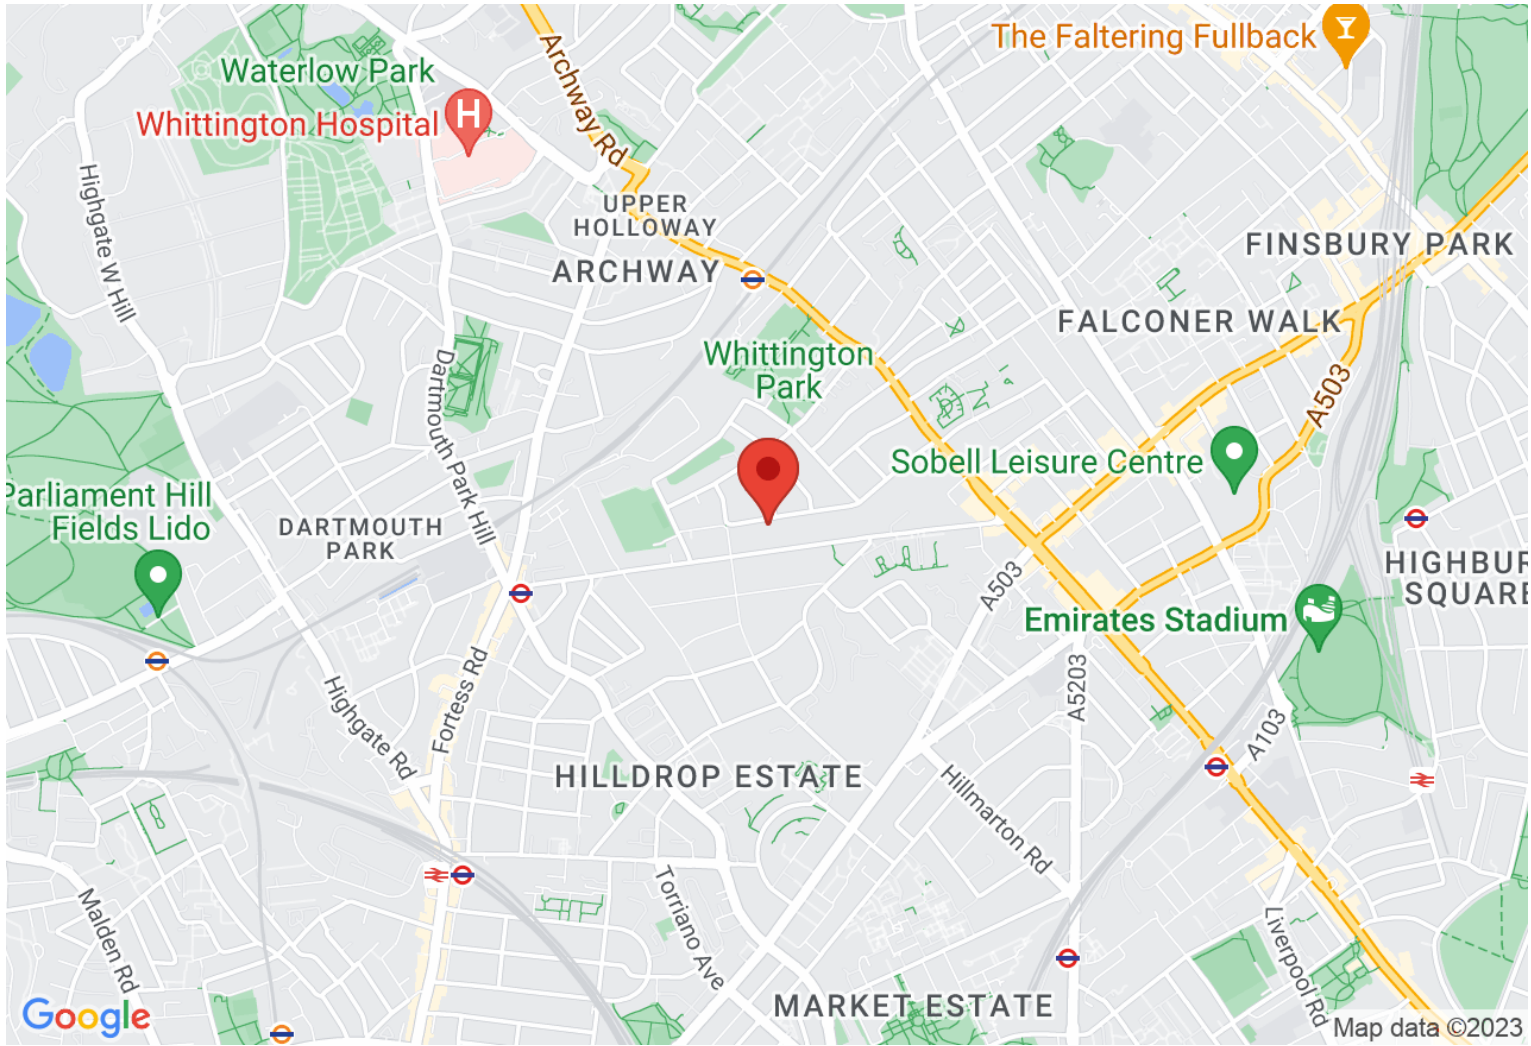 The Faltering Fullback
Archway Rd
Waterlow Park
Whittington Hospital
H
Highgate W Hill
UPPER
HOLLOWAY
ARCHWAY
FINSBURY PARK
FALCONER WALK
Whittington
Park
Dartmouth Park Hill
A503
Sobell Leisure Centre
Parliament Hill
Fields Lido
DARTMOUTH
PARK
A503
HIGHBUR
SQUARE
Emirates Stadium
Fortess Rd
A5203
Highgate Rd
A103
HILLDROP ESTATE
Hillmarton Rd
Torriano Ave
Malden Rd
Liverpool Rd
MARKET ESTATE
Google
Map data ©2023